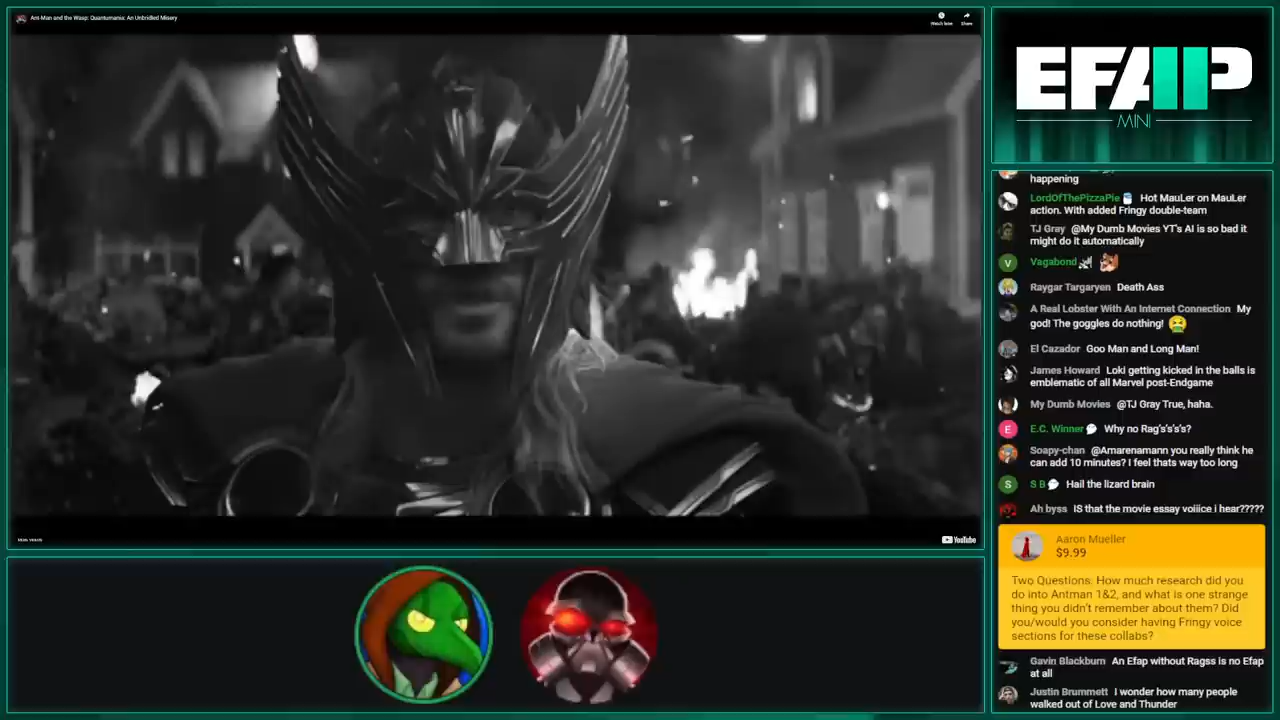 Ant-Man and the Wasp: Quantumania: An Unbridled Misery
Watch later
Share
YouTube
EFAP
MINI
happening
LordOfThePizzaPie Hot MauLer on MauLer
action. With added Fringy double-team
TJ Gray @My Dumb Movies YT's AI is so bad it
might do it automatically
Vagabond
Raygar Targaryen Death Ass
A Real Lobster With An Internet Connection My
god! The goggles do nothing!
El Cazador Goo Man and Long Man!
James Howard Loki getting kicked in the balls is
emblematic of all Marvel post-Endgame
My Dumb Movies @TJ Gray True, haha.
E.C. Winner Why no Rag's's's's?
Soapy-chan @Amarenamann you really think he
can add 10 minutes? I feel thats way too long
S B Hail the lizard brain
Ah byss IS that the movie essay voiiice i hear?????
Aaron Mueller
$9.99
Two Questions: How much research did you
do into Antman 1&2, and what is one strange
thing you didn't remember about them? Did
you/would you consider having Fringy voice
sections for these collabs?
Gavin Blackburn An Efap without Ragss is no Efap
at all
Justin Brummett I wonder how many people
walked out of Love and Thunder